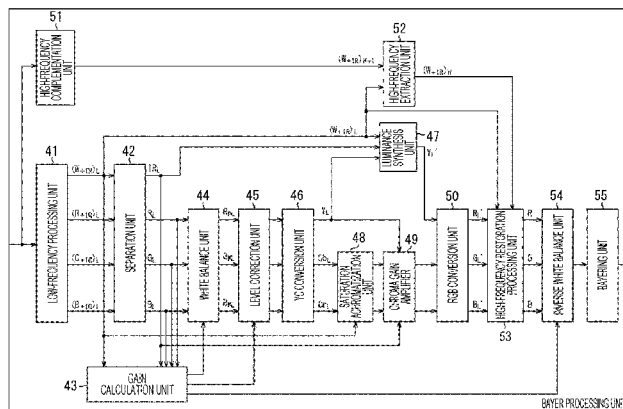 51
HIGH-FREQUENCY
COMPLEMENTATION
UNIT
52
HIGH-FREQUENCY
EXTRACTION UNIT
(W+IR)H+L
(W+IR)H
(W+IR)L
47
LUMINANCE
SYNTHESIS
UNIT
YL'
41
LOW-FREQUENCY PROCESSING UNIT
(W+IR)L
(R+IR)L
(G+IR)L
(B+IR)L
42
SEPARATION UNIT
IRL
RL
GL
BL
44
WHITE BALANCE UNIT
45
LEVEL CORRECTION UNIT
46
YC CONVERSION UNIT
YL
48
SATURATION
ACHROMATIZATION
UNIT
49
CHROMA GAIN
AMPLIFIER
50
RGB CONVERSION UNIT
RL'
GL'
BL'
HIGH-FREQUENCY RESTORATION
PROCESSING UNIT
53
R
G
B
54
INVERSE WHITE BALANCE UNIT
55
BAYERING UNIT
43
GAIN
CALCULATION UNIT
BAYER PROCESSING UNIT